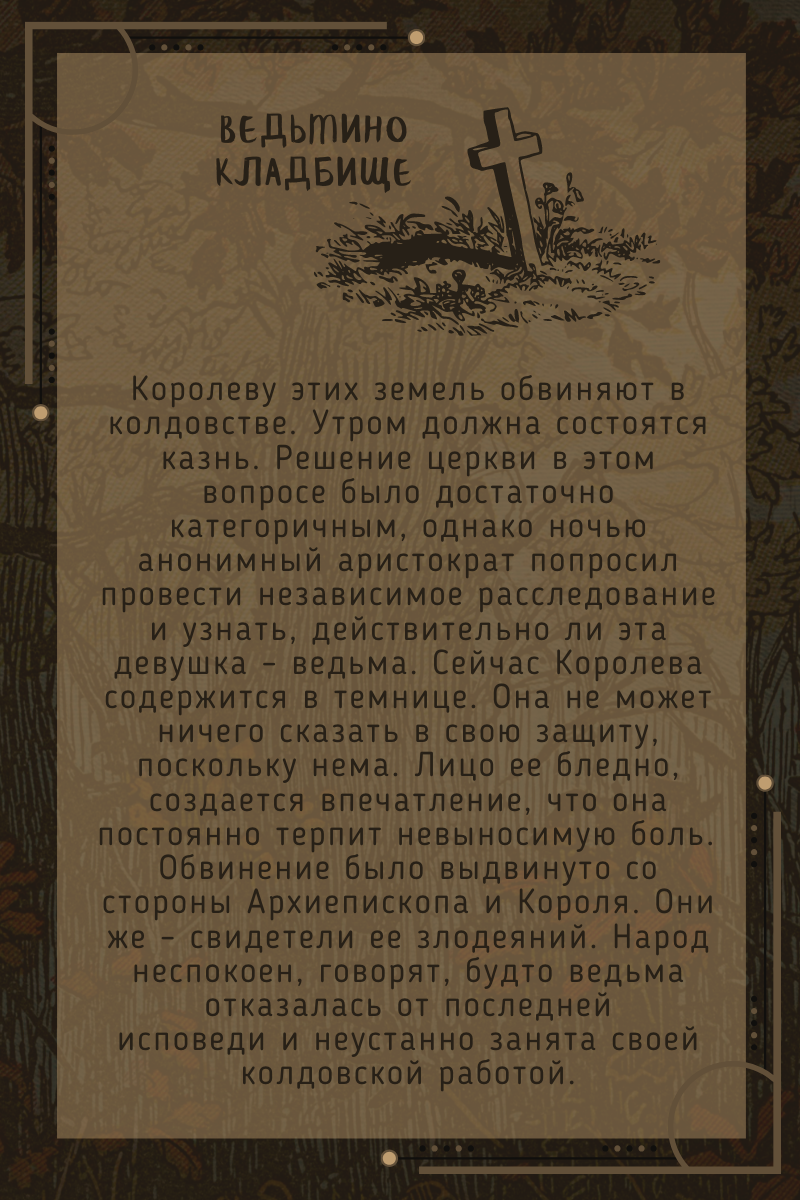 ВЕДЬМИНО
КЛАДБИЩЕ
Королеву этих земель обвиняют в
колдовстве. Утром должна состоятся
казнь. Решение церкви в этом
вопросе было достаточно
категоричным, однако ночью
анонимный аристократ попросил
провести независимое расследование
и узнать, действительно ли эта
девушка – ведьма. Сейчас Королева
содержится в темнице. Она не может
ничего сказать в свою защиту,
поскольку нема. Лицо ее бледно,
создается впечатление, что она
постоянно терпит невыносимую боль.
Обвинение было выдвинуто со
стороны Архиепископа и Короля. Они
же – свидетели ее злодеяний. Народ
неспокоен, говорят, будто ведьма
отказалась от последней
исповеди и неустанно занята своей
колдовской работой.